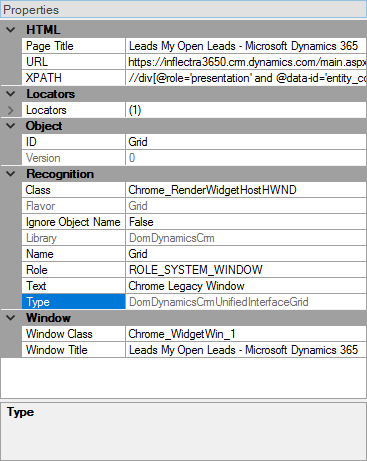 Properties
HTML
Page Title Leads My Open Leads - Microsoft Dynamics 365
URL https://inflectra3650.crm.dynamics.com/main.aspx
XPATH //div[@role='presentation' and @data-id='entity_co
Locators
Locators (1)
Object
ID Grid
Version 0
Recognition
Class Chrome_RenderWidgetHostHWND
Flavor Grid
Ignore Object Name False
Library DomDynamicsCrm
Name Grid
Role ROLE_SYSTEM_WINDOW
Text Chrome Legacy Window
Type DomDynamicsCrmUnifiedInterfaceGrid
Window
Window Class Chrome_WidgetWin_1
Window Title Leads My Open Leads - Microsoft Dynamics 365
Type